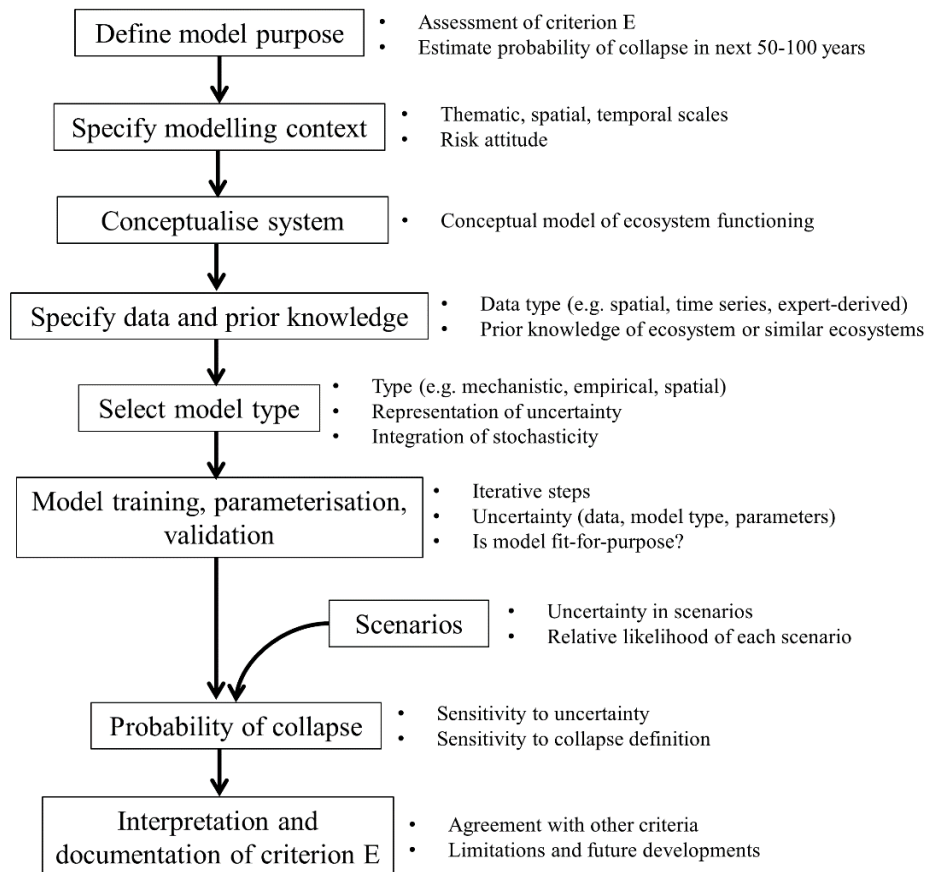 Define model purpose
• Assessment of criterion E
• Estimate probability of collapse in next 50-100 years
Specify modelling context
• Thematic, spatial, temporal scales
• Risk attitude
Conceptualise system
• Conceptual model of ecosystem functioning
Specify data and prior knowledge
• Data type (e.g. spatial, time series, expert-derived)
• Prior knowledge of ecosystem or similar ecosystems
Select model type
• Type (e.g. mechanistic, empirical, spatial)
• Representation of uncertainty
• Integration of stochasticity
Model training, parameterisation,
validation
• Iterative steps
• Uncertainty (data, model type, parameters)
• Is model fit-for-purpose?
Scenarios
• Uncertainty in scenarios
• Relative likelihood of each scenario
Probability of collapse
• Sensitivity to uncertainty
• Sensitivity to collapse definition
Interpretation and
documentation of criterion E
• Agreement with other criteria
• Limitations and future developments